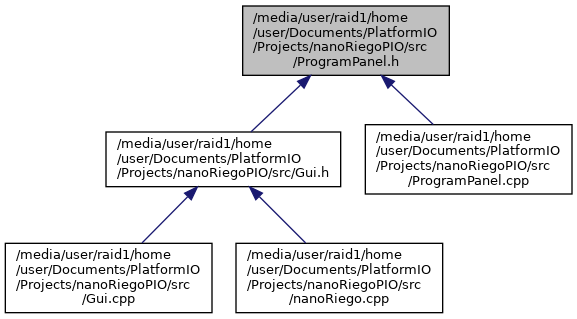 /media/user/raid1/home
/user/Documents/PlatformIO
/Projects/nanoRiegoPIO/src
/ProgramPanel.h
/media/user/raid1/home
/user/Documents/PlatformIO
/Projects/nanoRiegoPIO/src/Gui.h
/media/user/raid1/home
/user/Documents/PlatformIO
/Projects/nanoRiegoPIO/src
/ProgramPanel.cpp
/media/user/raid1/home
/user/Documents/PlatformIO
/Projects/nanoRiegoPIO/src
/Gui.cpp
/media/user/raid1/home
/user/Documents/PlatformIO
/Projects/nanoRiegoPIO/src
/nanoRiego.cpp